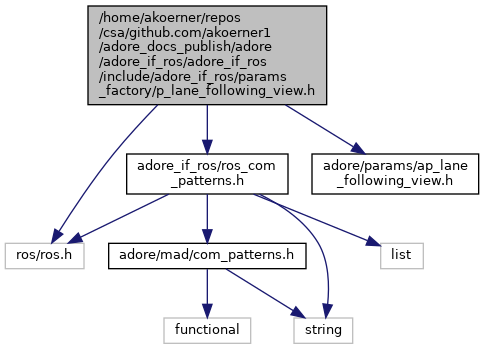 /home/akoerner/repos
/csa/github.com/akoerner1
/adore_docs_publish/adore
/adore_if_ros/adore_if_ros
/include/adore_if_ros/params
_factory/p_lane_following_view.h
adore_if_ros/ros_com
_patterns.h
adore/params/ap_lane
_following_view.h
ros/ros.h
adore/mad/com_patterns.h
list
functional
string